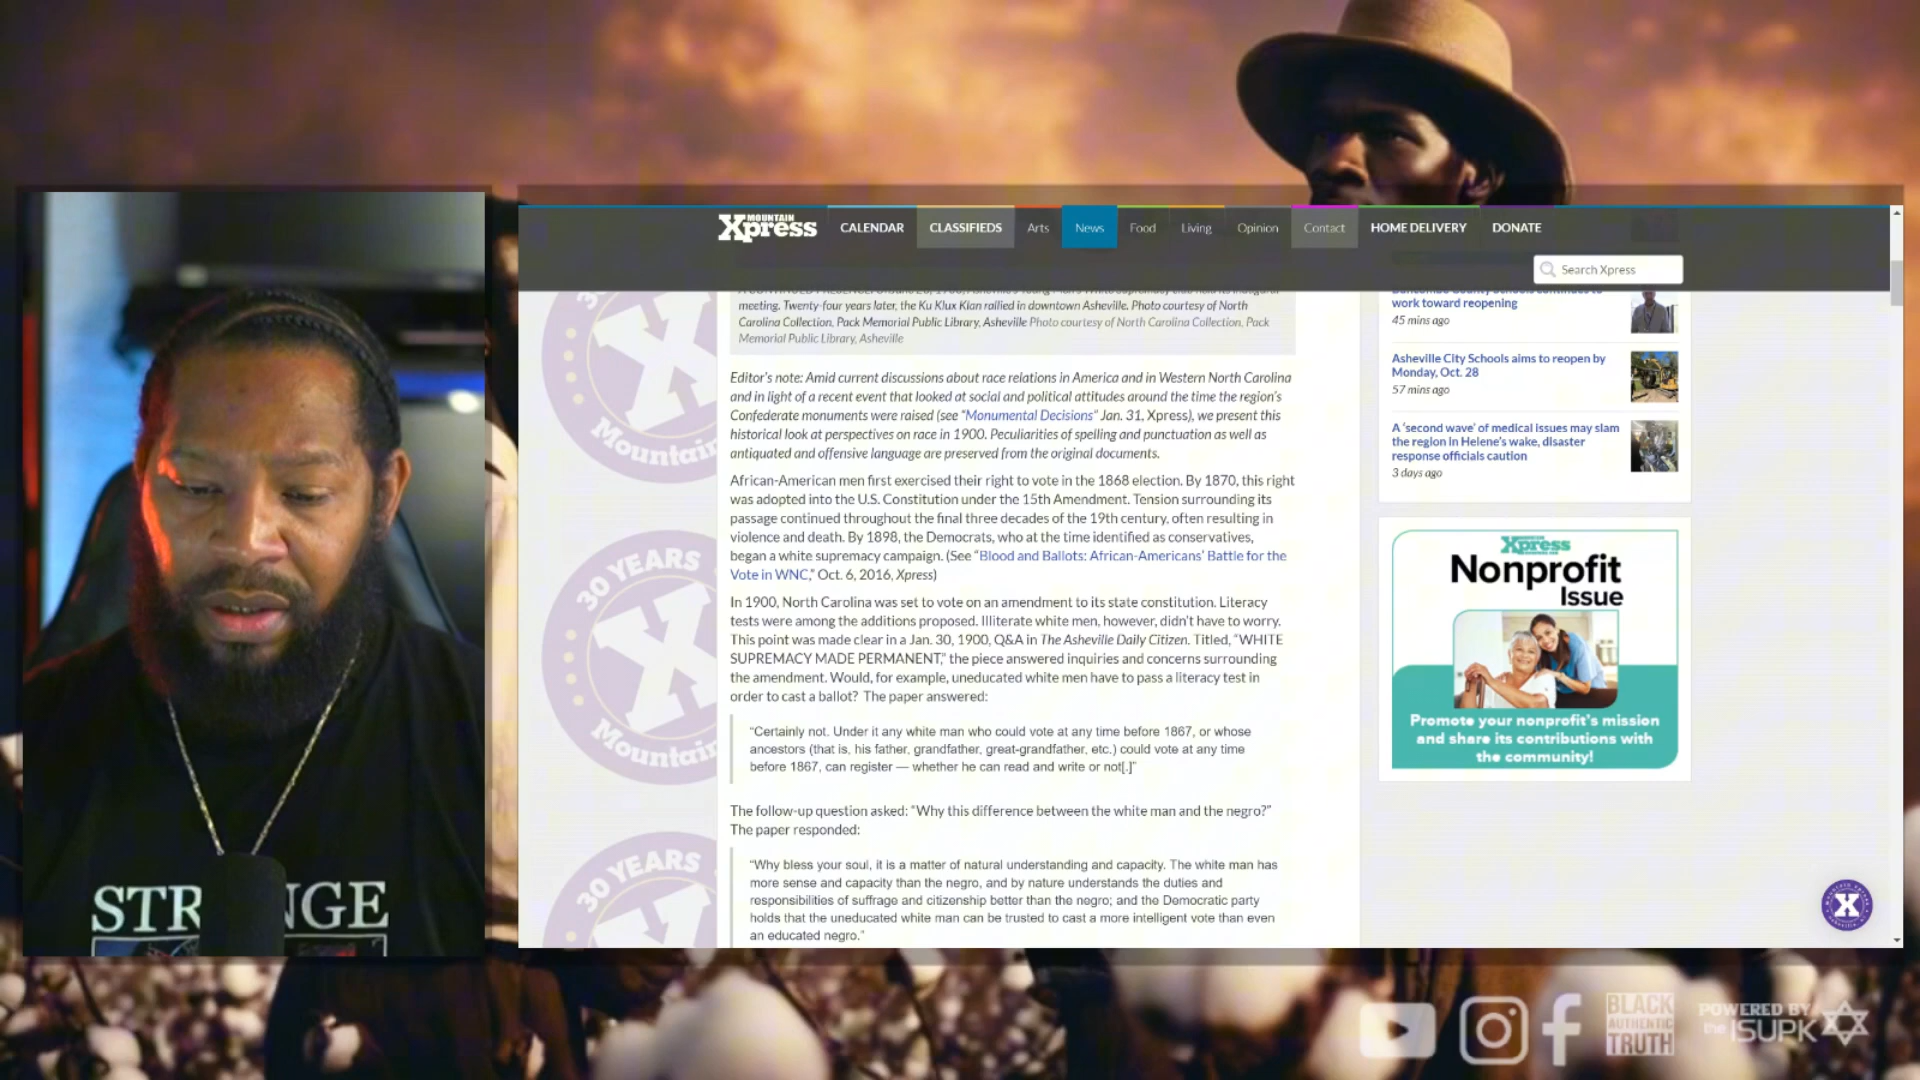 MOUNTAIN
Xpress
CALENDAR
CLASSIFIEDS
Arts
News
Food
Living
Opinion
Contact
HOME DELIVERY
DONATE
Search Xpress
meeting. Twenty-four years later, the Ku Klux Klan rallied in downtown Asheville. Photo courtesy of North
Carolina Collection, Pack Memorial Public Library, Asheville Photo courtesy of North Carolina Collection, Pack
Memorial Public Library, Asheville
Editor's note: Amid current discussions about race relations in America and in Western North Carolina
and in light of a recent event that looked at social and political attitudes around the time the region's
Confederate monuments were raised (see "Monumental Decisions" Jan. 31, Xpress), we present this
historical look at perspectives on race in 1900. Peculiarities of spelling and punctuation as well as
antiquated and offensive language are preserved from the original documents.
African-American men first exercised their right to vote in the 1868 election. By 1870, this right
was adopted into the U.S. Constitution under the 15th Amendment. Tension surrounding its
passage continued throughout the final three decades of the 19th century, often resulting in
violence and death. By 1898, the Democrats, who at the time identified as conservatives,
began a white supremacy campaign. (See "Blood and Ballots: African-Americans' Battle for the
Vote in WNC," Oct. 6, 2016, Xpress)
In 1900, North Carolina was set to vote on an amendment to its state constitution. Literacy
tests were among the additions proposed. Illiterate white men, however, didn't have to worry.
This point was made clear in a Jan. 30, 1900, Q&A in The Asheville Daily Citizen. Titled, "WHITE
SUPREMACY MADE PERMANENT," the piece answered inquiries and concerns surrounding
the amendment. Would, for example, uneducated white men have to pass a literacy test in
order to cast a ballot? The paper answered:
"Certainly not. Under it any white man who could vote at any time before 1867, or whose
ancestors (that is, his father, grandfather, great-grandfather, etc.) could vote at any time
before 1867, can register — whether he can read and write or not[.]"
The follow-up question asked: "Why this difference between the white man and the negro?"
The paper responded:
"Why bless your soul, it is a matter of natural understanding and capacity. The white man has
more sense and capacity than the negro, and by nature understands the duties and
responsibilities of suffrage and citizenship better than the negro; and the Democratic party
holds that the uneducated white man can be trusted to cast a more intelligent vote than even
an educated negro."
work toward reopening
45 mins ago
Asheville City Schools aims to reopen by
Monday, Oct. 28
57 mins ago
A 'second wave' of medical issues may slam
the region in Helene's wake, disaster
response officials caution
3 days ago
Xpress
Nonprofit
Issue
Promote your nonprofit's mission
and share its contributions with
the community!
X
30
X
Mountain
30 YEARS
X
Mountain
30 YEARS
X
STR NGE
BLACK
AUTHENTIC
TRUTH
POWERED BY
the ISUPK